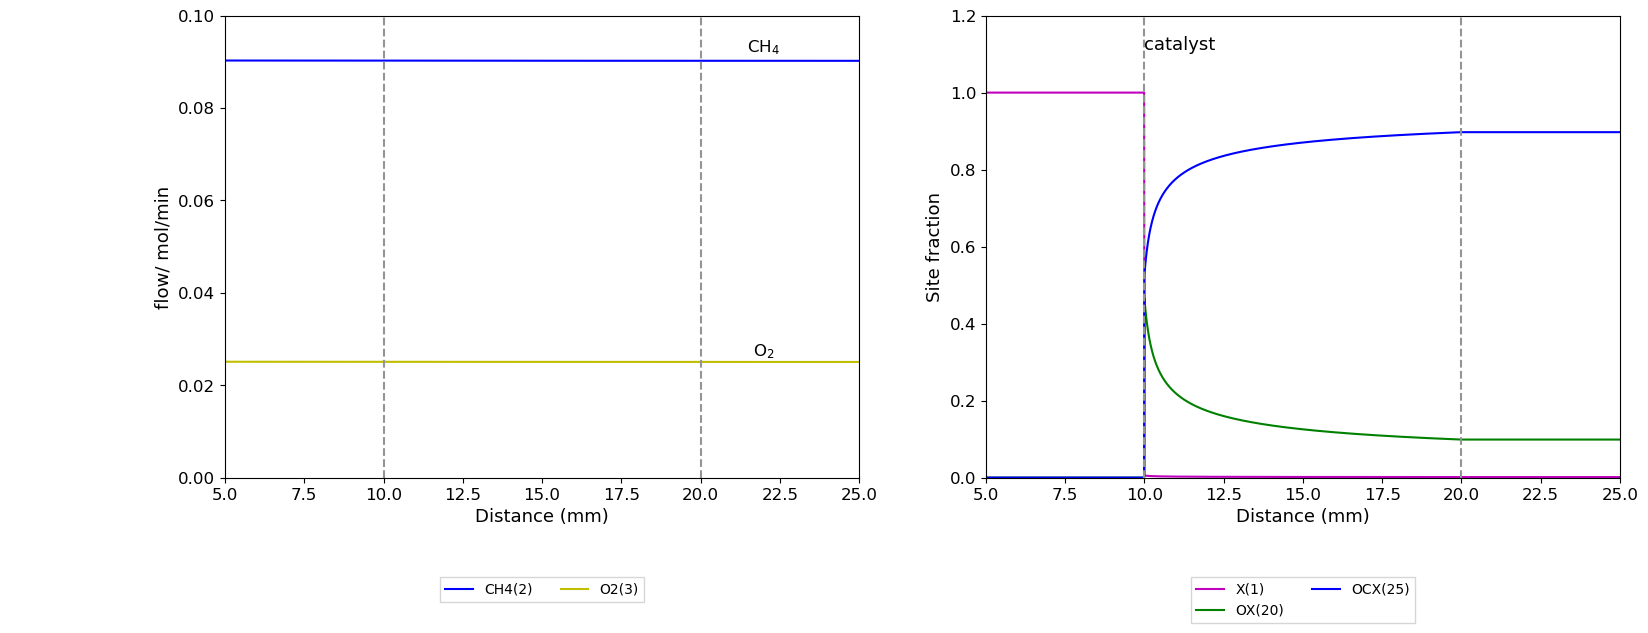 0.10
0.08
0.06
0.04
0.02
0.00
flow/ mol/min
CH₄
O₂
5.0 7.5 10.0 12.5 15.0 17.5 20.0 22.5 25.0
Distance (mm)
CH4(2) O2(3)
1.2
1.0
0.8
0.6
0.4
0.2
0.0
Site fraction
catalyst
5.0 7.5 10.0 12.5 15.0 17.5 20.0 22.5 25.0
Distance (mm)
X(1) OCX(25)
OX(20)